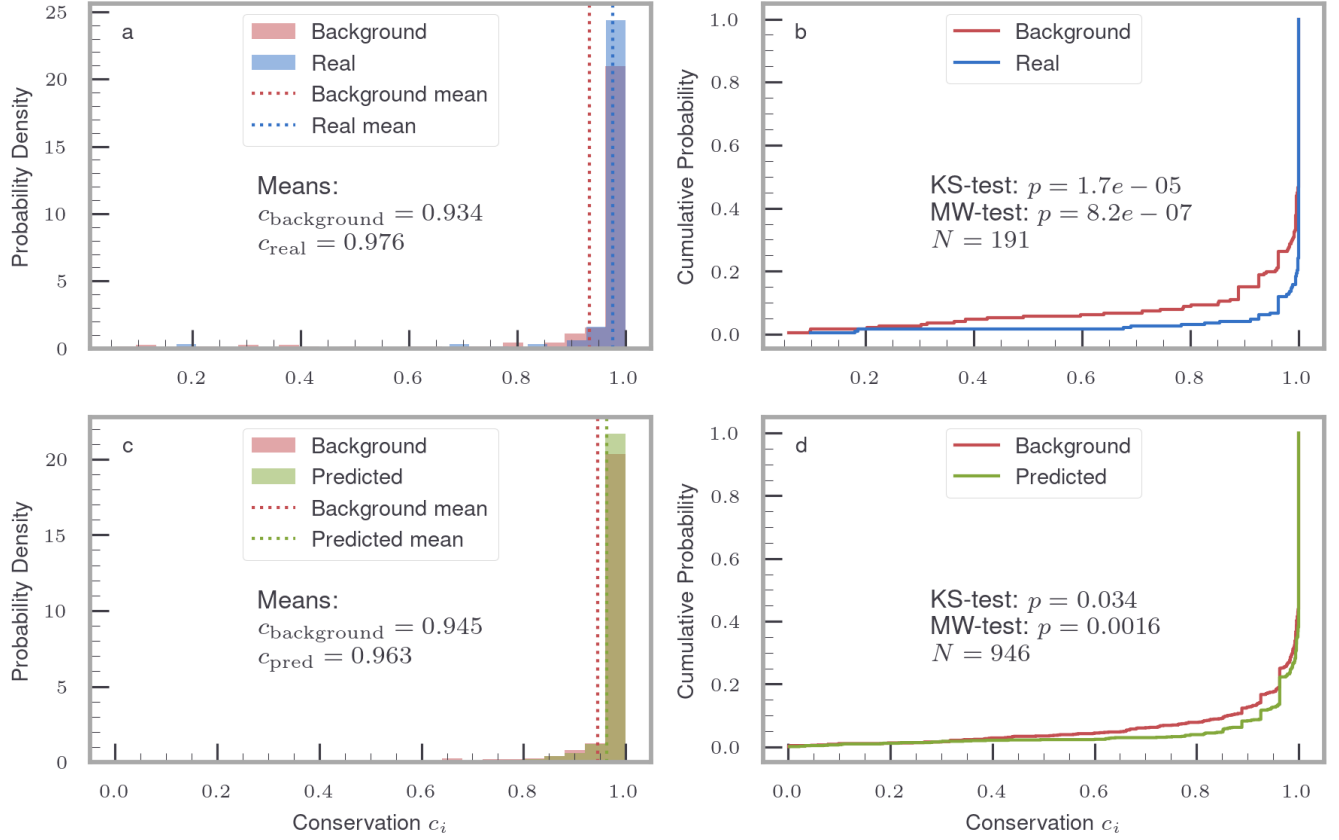 a
Probability Density
25
20
15
10
5
0
Background
Real
Background mean
Real mean
Means:
c_background = 0.934
c_real = 0.976
0.2 0.4 0.6 0.8 1.0
b
Cumulative Probability
1.0
0.8
0.6
0.4
0.2
0.0
Background
Real
KS-test: p = 1.7e − 05
MW-test: p = 8.2e − 07
N = 191
0.2 0.4 0.6 0.8 1.0
c
Probability Density
20
15
10
5
0
Background
Predicted
Background mean
Predicted mean
Means:
c_background = 0.945
c_pred = 0.963
0.0 0.2 0.4 0.6 0.8 1.0
Conservation c_i
d
Cumulative Probability
1.0
0.8
0.6
0.4
0.2
0.0
Background
Predicted
KS-test: p = 0.034
MW-test: p = 0.0016
N = 946
0.0 0.2 0.4 0.6 0.8 1.0
Conservation c_i